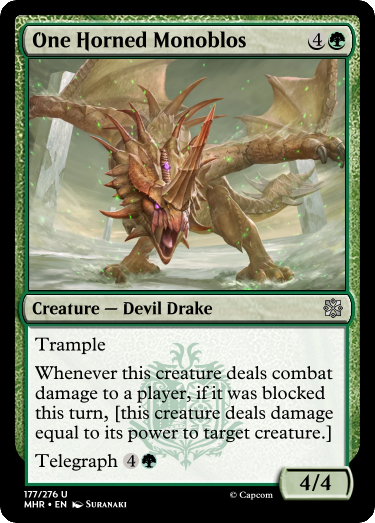 One Horned Monoblos 4
Creature — Devil Drake
Trample
Whenever this creature deals combat
damage to a player, if it was blocked
this turn, [this creature deals damage
equal to its power to target creature.]
Telegraph 4
4/4
177/276 U
MHR • EN Suranaki
© Capcom